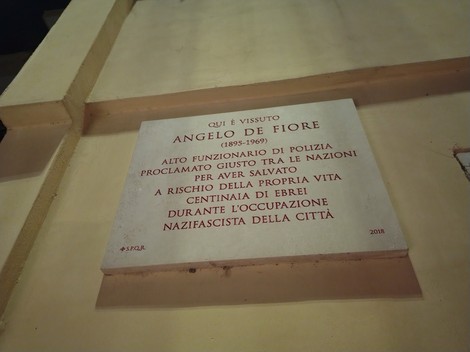 QUI È VISSUTO
ANGELO DE FIORE
(1895-1969)
ALTO FUNZIONARIO DI POLIZIA
PROCLAMATO GIUSTO TRA LE NAZIONI
PER AVER SALVATO
A RISCHIO DELLA PROPRIA VITA
CENTINAIA DI EBREI
DURANTE L'OCCUPAZIONE
NAZIFASCISTA DELLA CITTÀ
S.P.Q.R. 2018